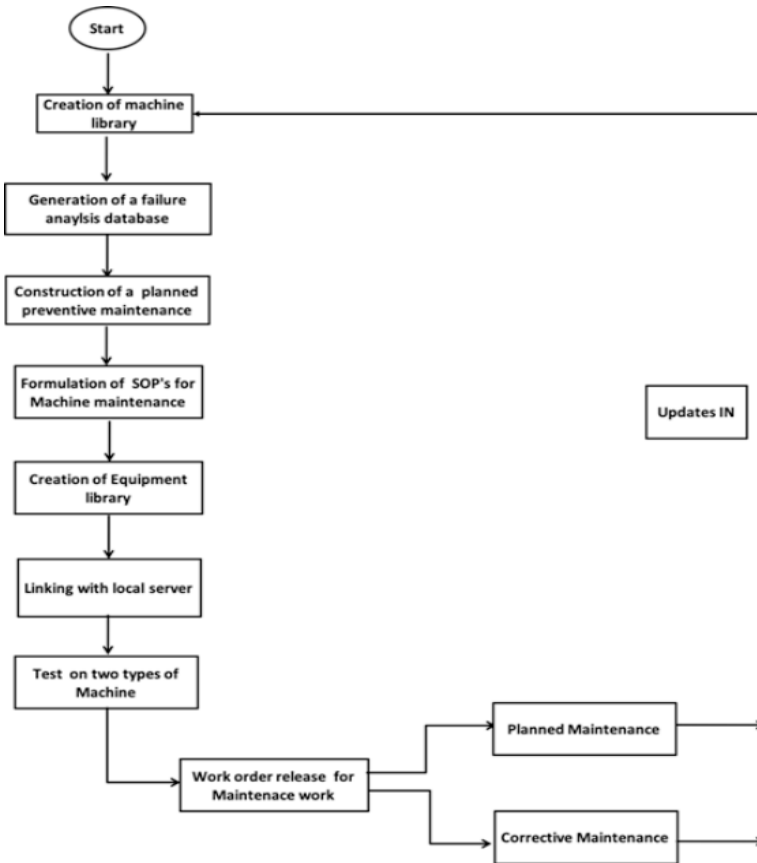 Start
Creation of machine
library
Generation of a failure
anaylsis database
Construction of a planned
preventive maintenance
Formulation of SOP's for
Machine maintenance
Updates IN
Creation of Equipment
library
Linking with local server
Test on two types of
Machine
Planned Maintenance
Work order release for
Maintenace work
Corrective Maintenance